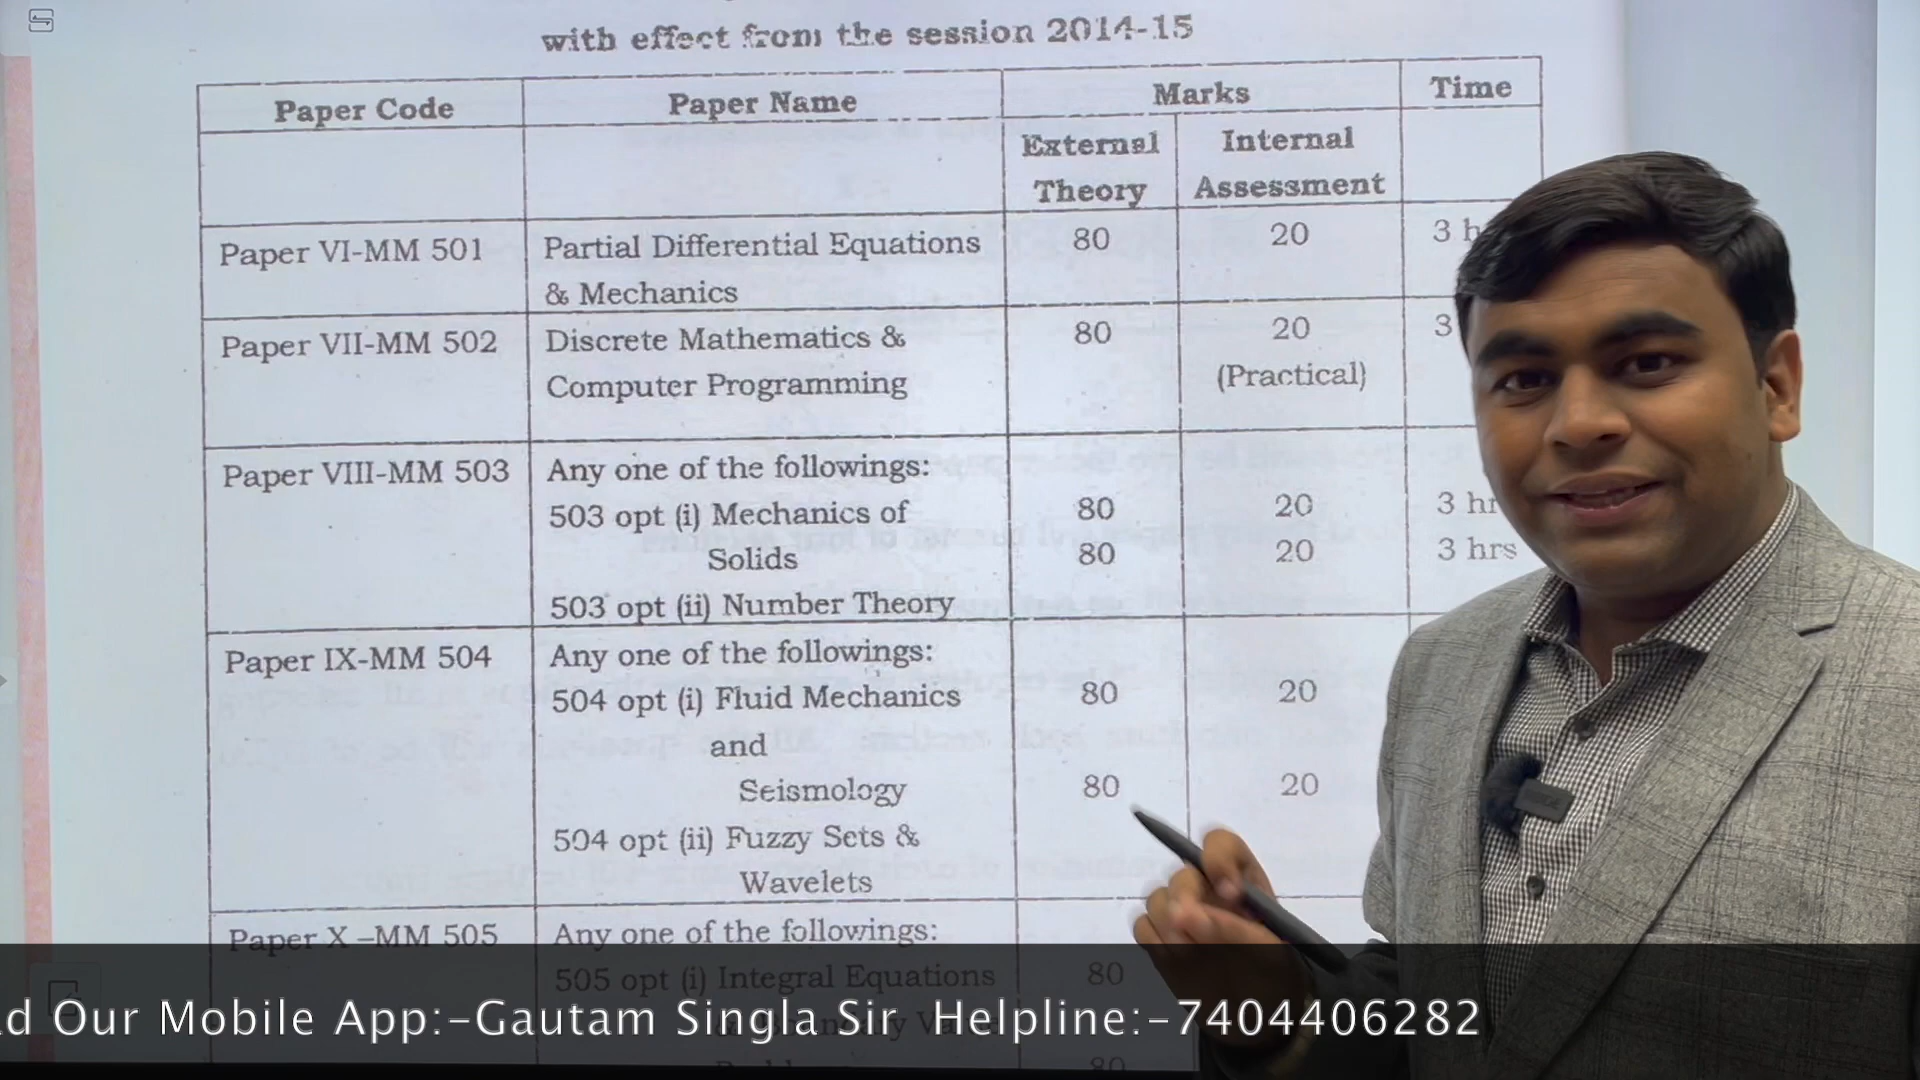 with effect from the session 2014-15
Paper Code Paper Name Marks Time
External Theory Internal Assessment
Paper VI-MM 501 Partial Differential Equations 80 20 3 h
& Mechanics
Paper VII-MM 502 Discrete Mathematics & 80 20 3
Computer Programming (Practical)
Paper VIII-MM 503 Any one of the followings:
503 opt (i) Mechanics of 80 20 3 hr
Solids 80 20 3 hrs
503 opt (ii) Number Theory
Paper IX-MM 504 Any one of the followings:
504 opt (i) Fluid Mechanics 80 20
and
Seismology 80 20
504 opt (ii) Fuzzy Sets &
Wavelets
Paper X –MM 505 Any one of the followings:
505 opt (i) Integral Equations 80
80
d Our Mobile App:-Gautam Singla Sir Helpline:-7404406282